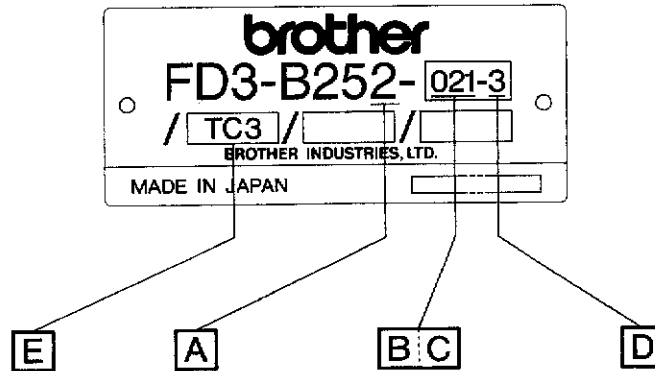 brother
FD3-B252- 021-3
/ TC3 / /
BROTHER INDUSTRIES, LTD.
MADE IN JAPAN
E A B C D